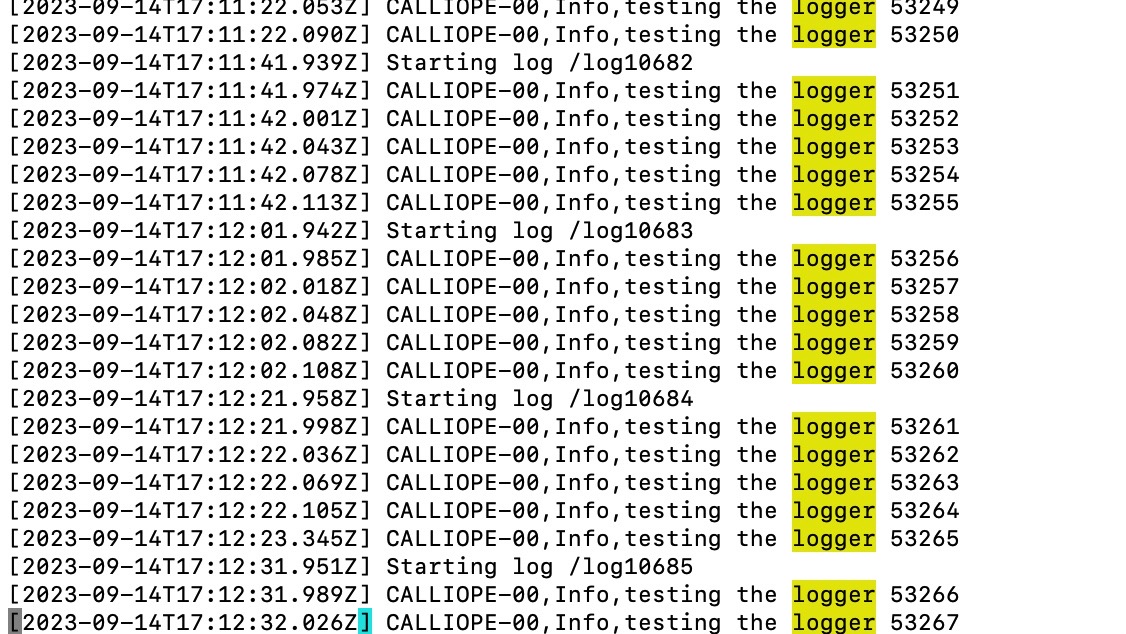 [2023-09-14T17:11:22.053Z] CALLIOPE-00,Info,testing the logger 53249
[2023-09-14T17:11:22.090Z] CALLIOPE-00,Info,testing the logger 53250
[2023-09-14T17:11:41.939Z] Starting log /log10682
[2023-09-14T17:11:41.974Z] CALLIOPE-00,Info,testing the logger 53251
[2023-09-14T17:11:42.001Z] CALLIOPE-00,Info,testing the logger 53252
[2023-09-14T17:11:42.043Z] CALLIOPE-00,Info,testing the logger 53253
[2023-09-14T17:11:42.078Z] CALLIOPE-00,Info,testing the logger 53254
[2023-09-14T17:11:42.113Z] CALLIOPE-00,Info,testing the logger 53255
[2023-09-14T17:12:01.942Z] Starting log /log10683
[2023-09-14T17:12:01.985Z] CALLIOPE-00,Info,testing the logger 53256
[2023-09-14T17:12:02.018Z] CALLIOPE-00,Info,testing the logger 53257
[2023-09-14T17:12:02.048Z] CALLIOPE-00,Info,testing the logger 53258
[2023-09-14T17:12:02.082Z] CALLIOPE-00,Info,testing the logger 53259
[2023-09-14T17:12:02.108Z] CALLIOPE-00,Info,testing the logger 53260
[2023-09-14T17:12:21.958Z] Starting log /log10684
[2023-09-14T17:12:21.998Z] CALLIOPE-00,Info,testing the logger 53261
[2023-09-14T17:12:22.036Z] CALLIOPE-00,Info,testing the logger 53262
[2023-09-14T17:12:22.069Z] CALLIOPE-00,Info,testing the logger 53263
[2023-09-14T17:12:22.105Z] CALLIOPE-00,Info,testing the logger 53264
[2023-09-14T17:12:23.345Z] CALLIOPE-00,Info,testing the logger 53265
[2023-09-14T17:12:31.951Z] Starting log /log10685
[2023-09-14T17:12:31.989Z] CALLIOPE-00,Info,testing the logger 53266
[2023-09-14T17:12:32.026Z] CALLIOPE-00,Info,testing the logger 53267